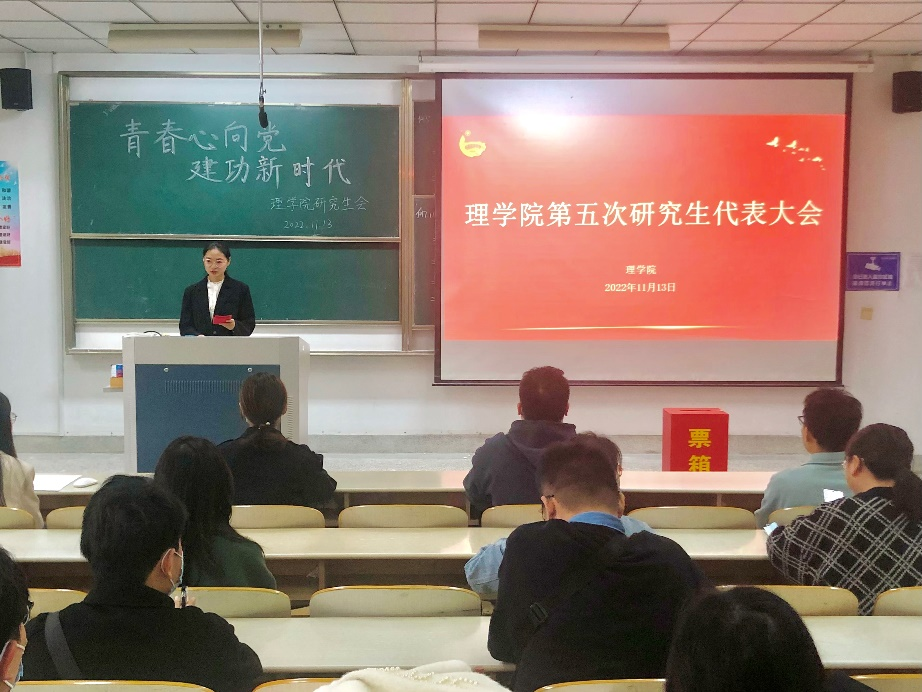 青春心向党
建功新时代
理学院研究生会
2022.11.13
理学院第五次研究生代表大会
理学院
2022年11月13日
票
箱